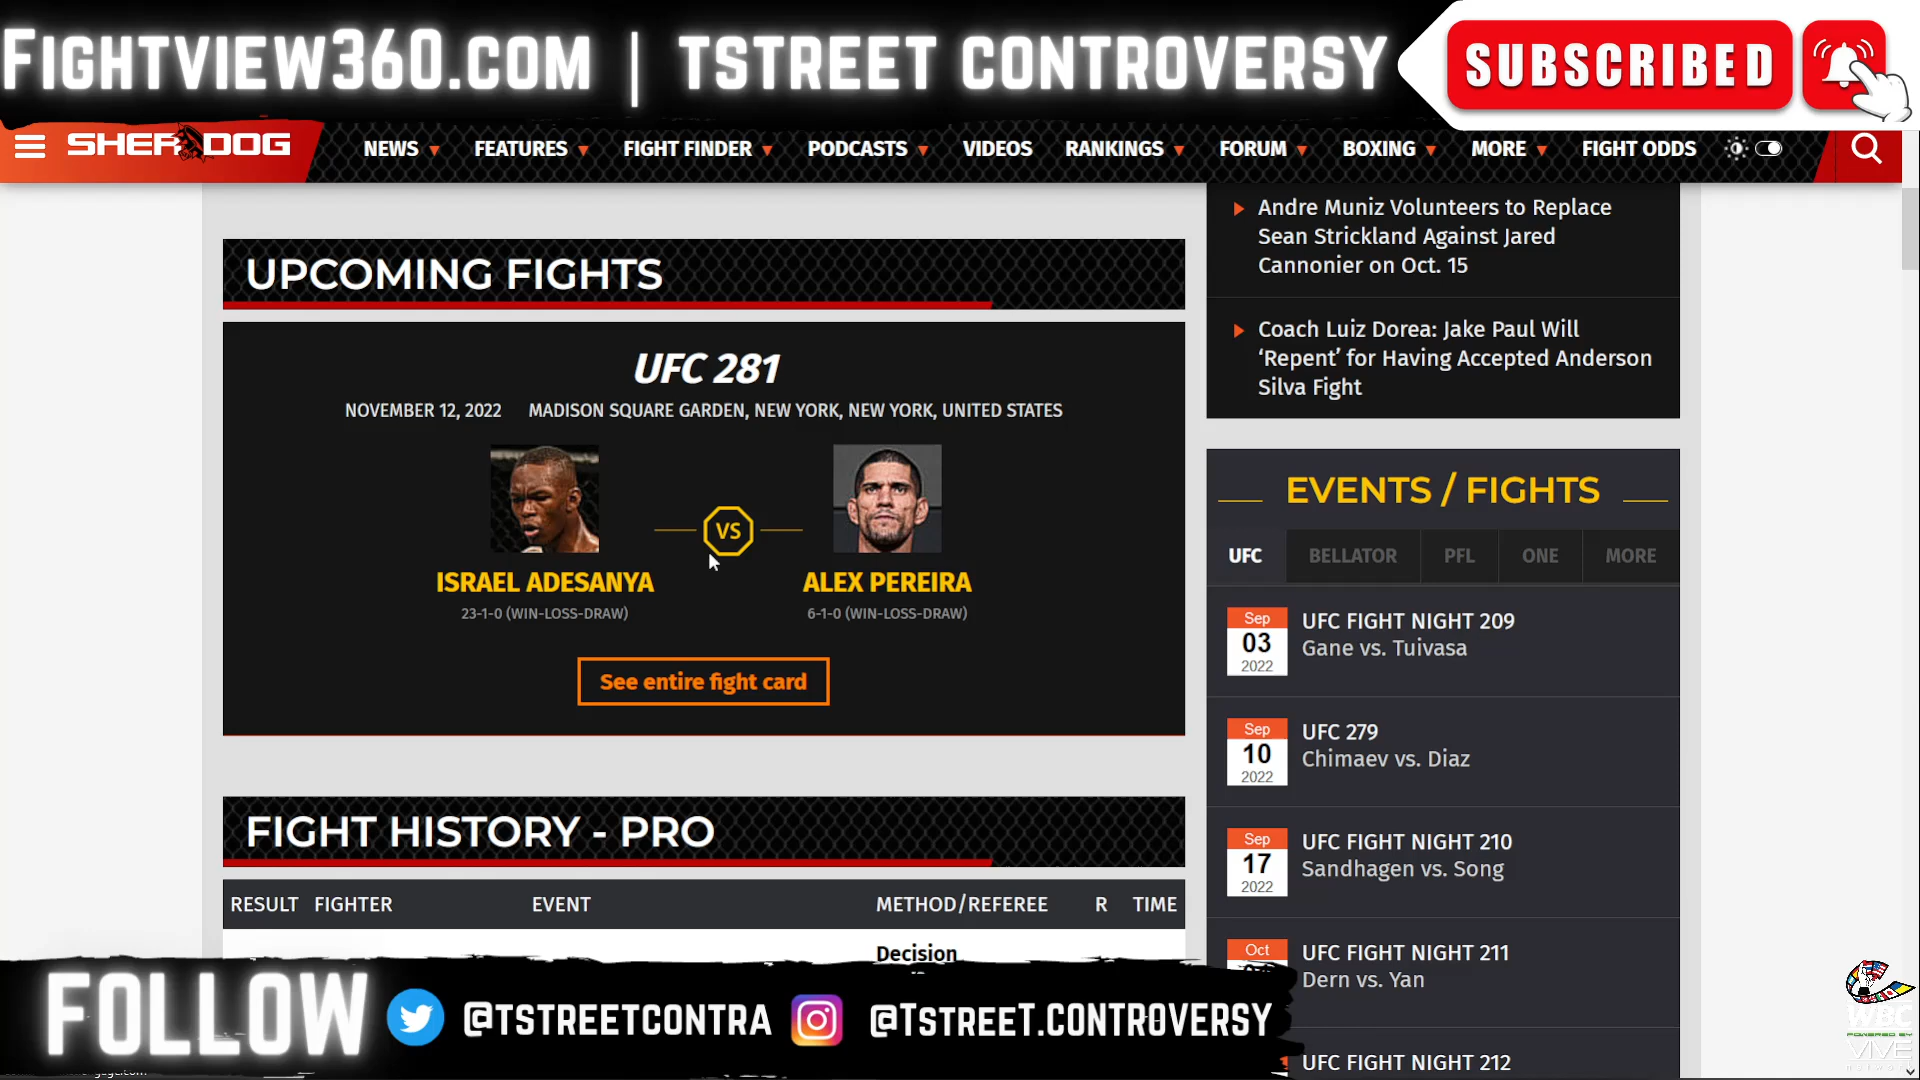 FIGHTVIEW360.COM | TSTREET CONTROVERSY
SUBSCRIBED
SHERDOG
NEWS FEATURES FIGHT FINDER PODCASTS VIDEOS RANKINGS FORUM BOXING MORE FIGHT ODDS
Andre Muniz Volunteers to Replace
Sean Strickland Against Jared
Cannonier on Oct. 15
Coach Luiz Dorea: Jake Paul Will
‘Repent’ for Having Accepted Anderson
Silva Fight
UPCOMING FIGHTS
UFC 281
NOVEMBER 12, 2022 MADISON SQUARE GARDEN, NEW YORK, NEW YORK, UNITED STATES
VS
ISRAEL ADESANYA ALEX PEREIRA
23-1-0 (WIN-LOSS-DRAW) 6-1-0 (WIN-LOSS-DRAW)
See entire fight card
FIGHT HISTORY - PRO
RESULT FIGHTER EVENT METHOD/REFEREE R TIME
Decision
EVENTS / FIGHTS
UFC BELLATOR PFL ONE MORE
Sep
03
2022
UFC FIGHT NIGHT 209
Gane vs. Tuivasa
Sep
10
2022
UFC 279
Chimaev vs. Diaz
Sep
17
2022
UFC FIGHT NIGHT 210
Sandhagen vs. Song
Oct
UFC FIGHT NIGHT 211
Dern vs. Yan
UFC FIGHT NIGHT 212
FOLLOW @TSTREETCONTRA @TSTREET.CONTROVERSY
WBC
POWERED BY
VIVE
network